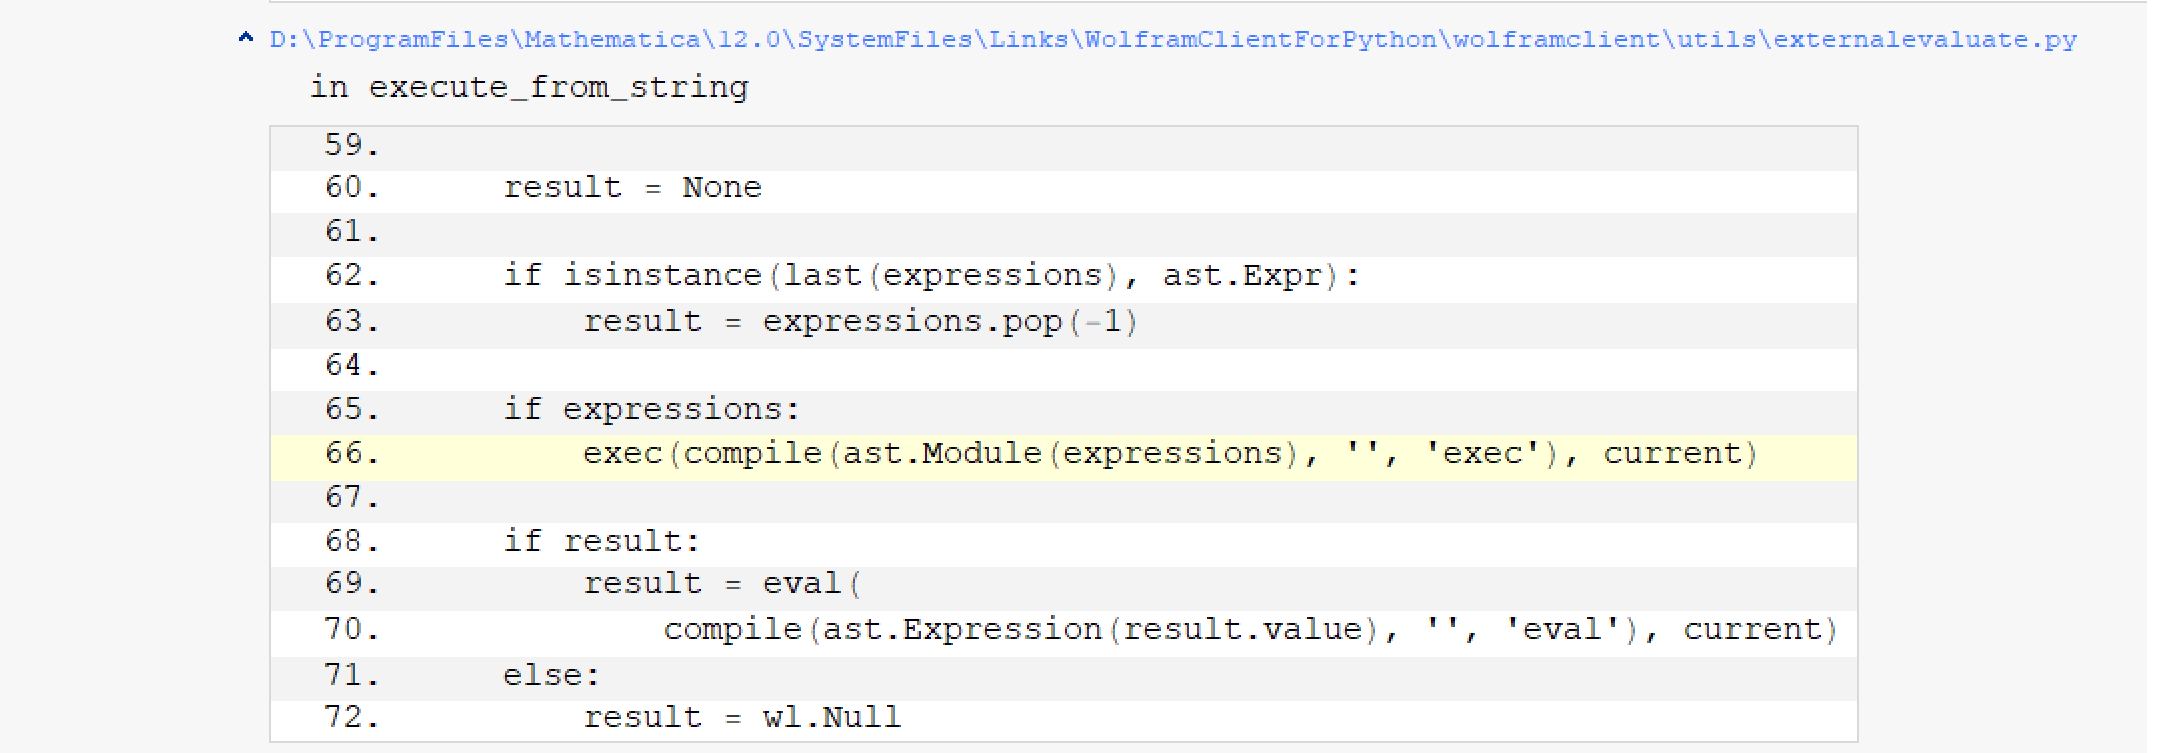 D:\ProgramFiles\Mathematica\12.0\SystemFiles\Links\WolframClientForPython\wolframclient\utils\externalevaluate.py
in execute_from_string
59.
60. result = None
61.
62. if isinstance(last(expressions), ast.Expr):
63. result = expressions.pop(-1)
64.
65. if expressions:
66. exec(compile(ast.Module(expressions), '', 'exec'), current)
67.
68. if result:
69. result = eval(
70. compile(ast.Expression(result.value), '', 'eval'), current)
71. else:
72. result = wl.Null